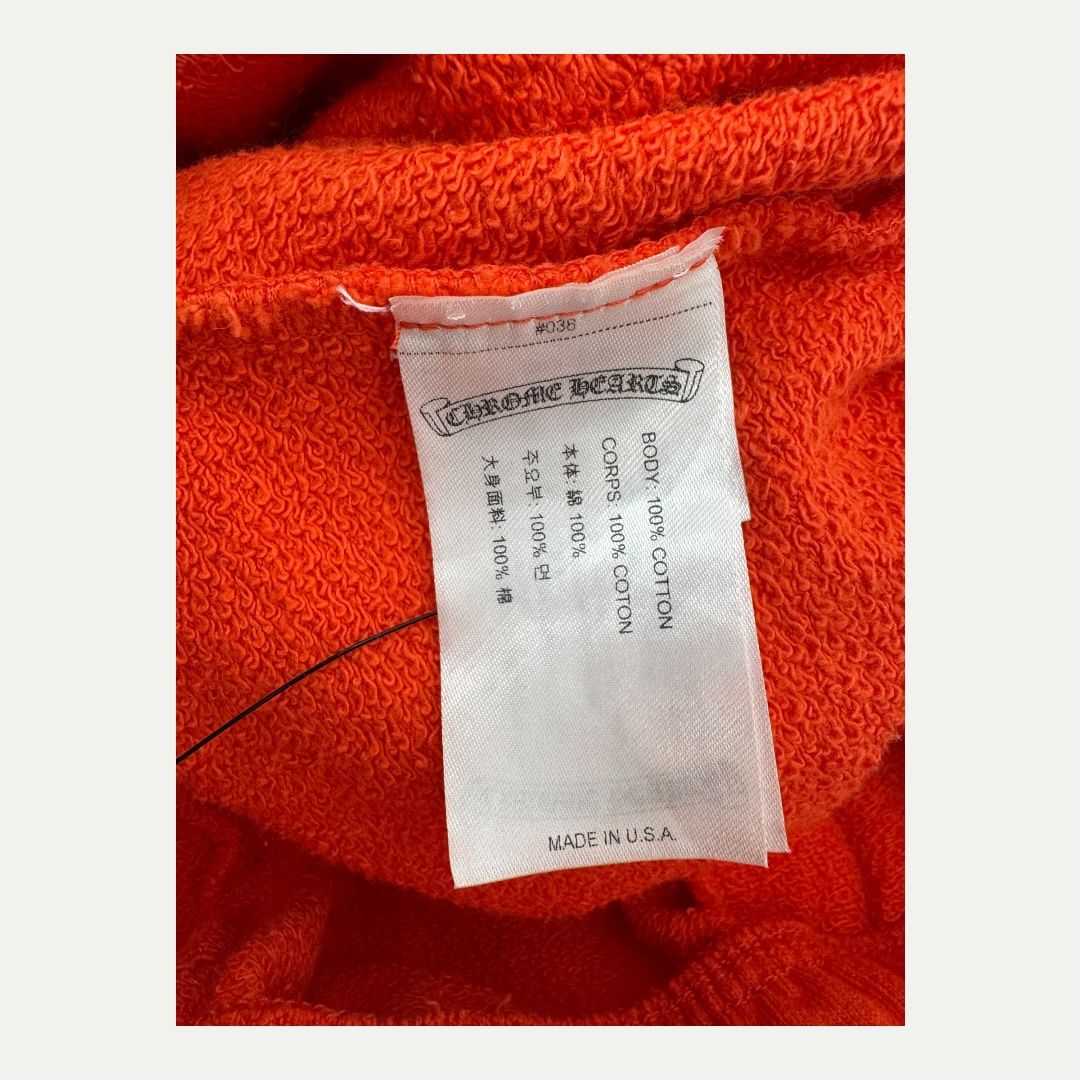 #038
CHROME HEARTS
BODY: 100% COTTON
CORPS: 100% COTON
本体: 綿 100%
주요부: 100% 면
大身面料: 100% 棉
MADE IN U.S.A.